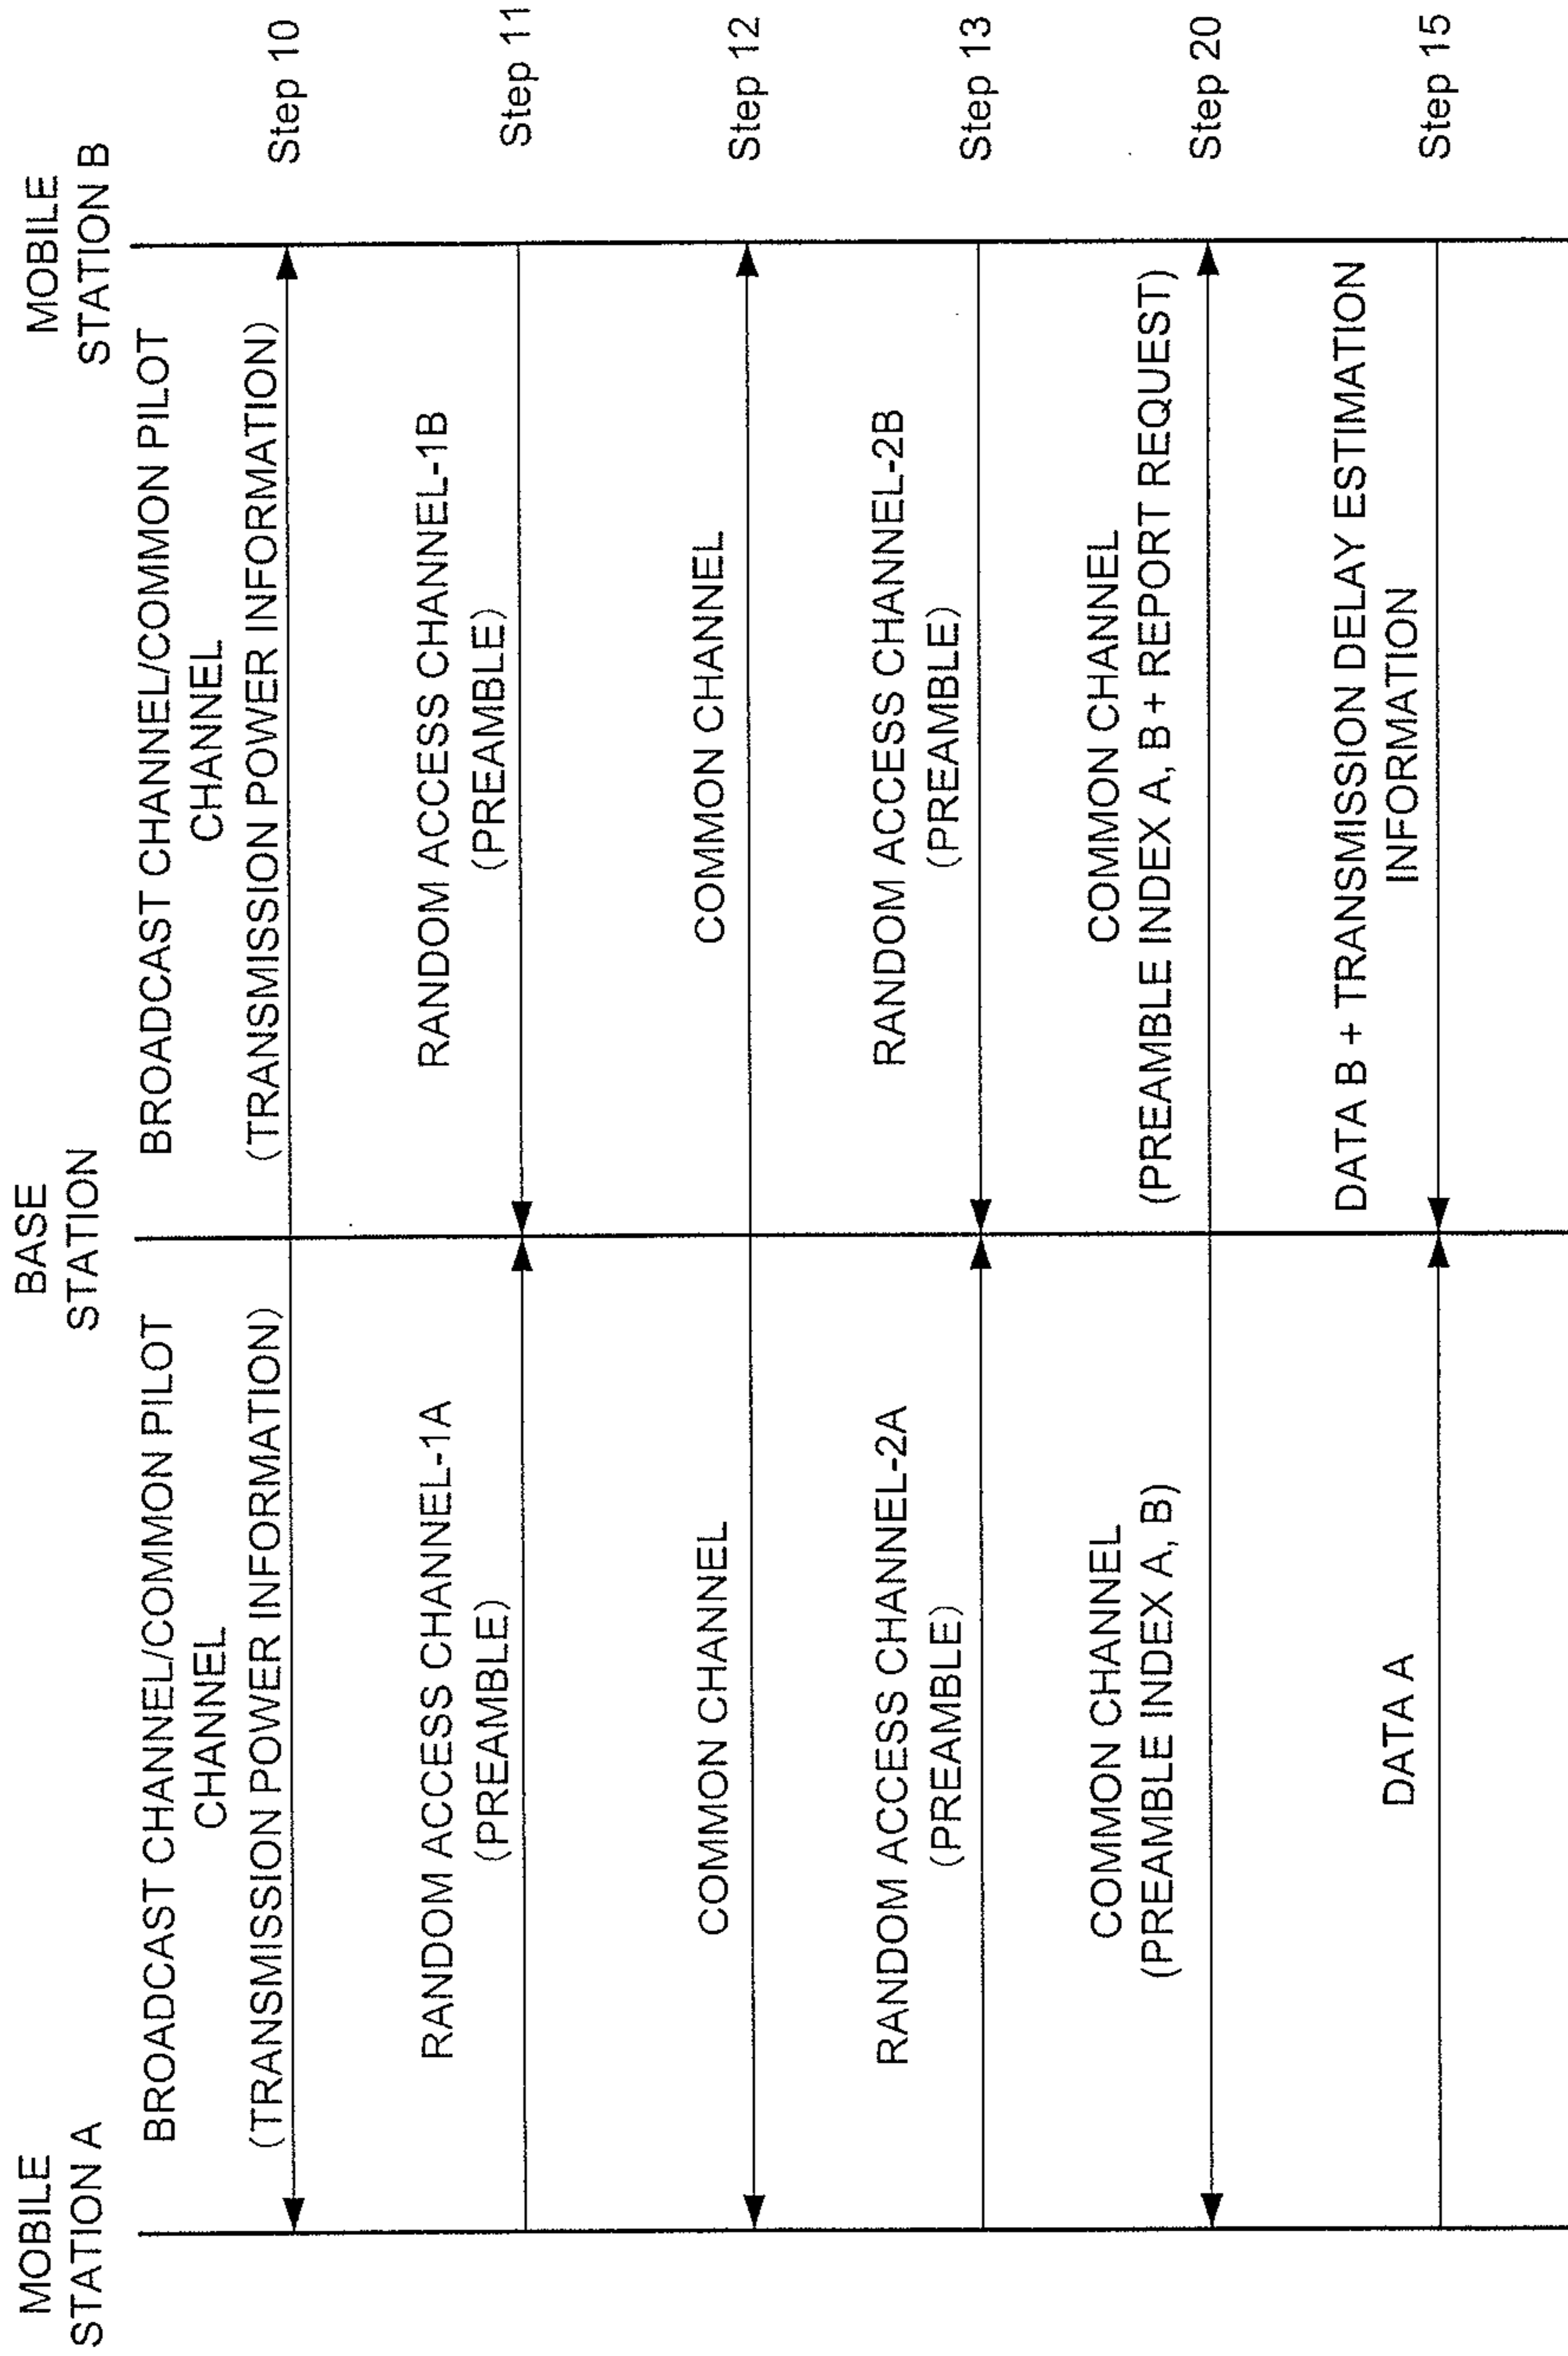 MOBILE
STATION A
BASE
STATION
MOBILE
STATION B
BROADCAST CHANNEL/COMMON PILOT
CHANNEL
(TRANSMISSION POWER INFORMATION)
BROADCAST CHANNEL/COMMON PILOT
CHANNEL
(TRANSMISSION POWER INFORMATION)
Step 10
RANDOM ACCESS CHANNEL-1A
(PREAMBLE)
RANDOM ACCESS CHANNEL-1B
(PREAMBLE)
Step 11
COMMON CHANNEL
COMMON CHANNEL
Step 12
RANDOM ACCESS CHANNEL-2A
(PREAMBLE)
RANDOM ACCESS CHANNEL-2B
(PREAMBLE)
Step 13
COMMON CHANNEL
(PREAMBLE INDEX A, B)
COMMON CHANNEL
(PREAMBLE INDEX A, B + REPORT REQUEST)
Step 20
DATA A
DATA B + TRANSMISSION DELAY ESTIMATION
INFORMATION
Step 15